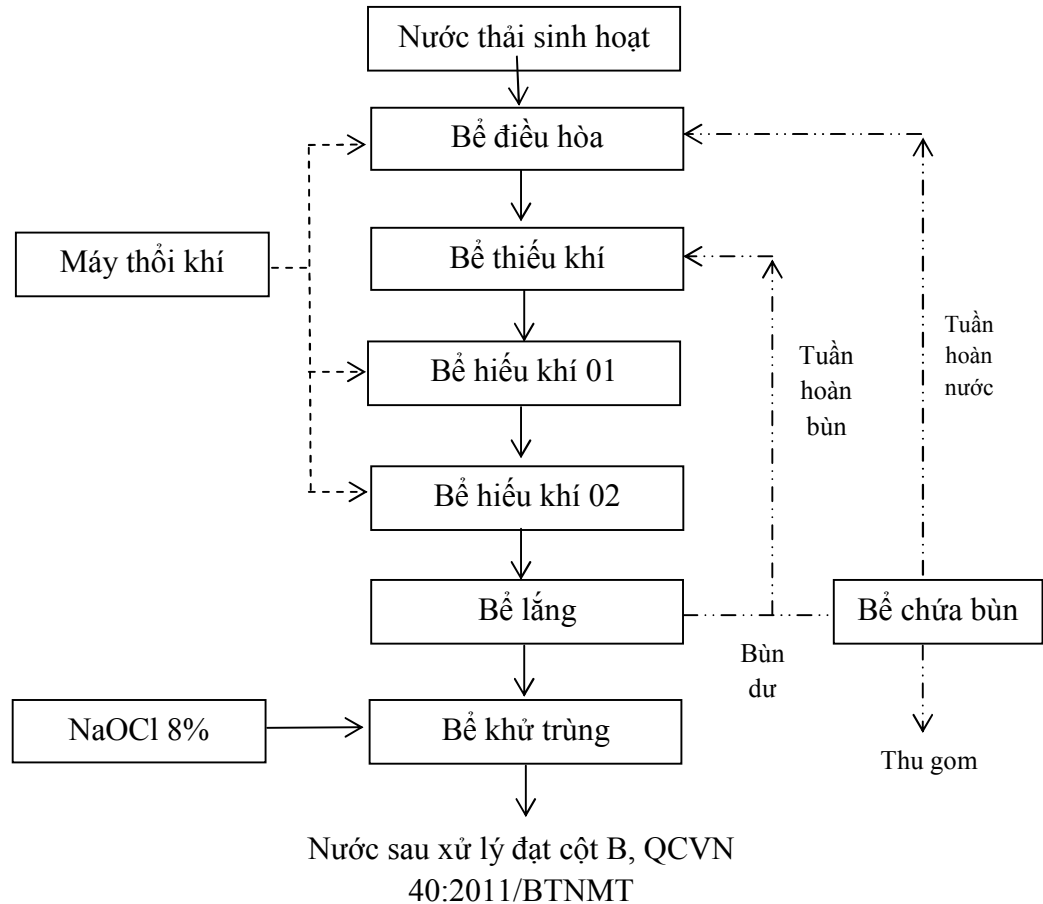 Nước thải sinh hoạt
Bể điều hòa
Máy thổi khí
Bể thiếu khí
Bể hiếu khí 01
Tuần
hoàn
bùn
Tuần
hoàn
nước
Bể hiếu khí 02
Bể lắng
Bể chứa bùn
Bùn
dư
NaOCl 8%
Bể khử trùng
Thu gom
Nước sau xử lý đạt cột B, QCVN
40:2011/BTNMT